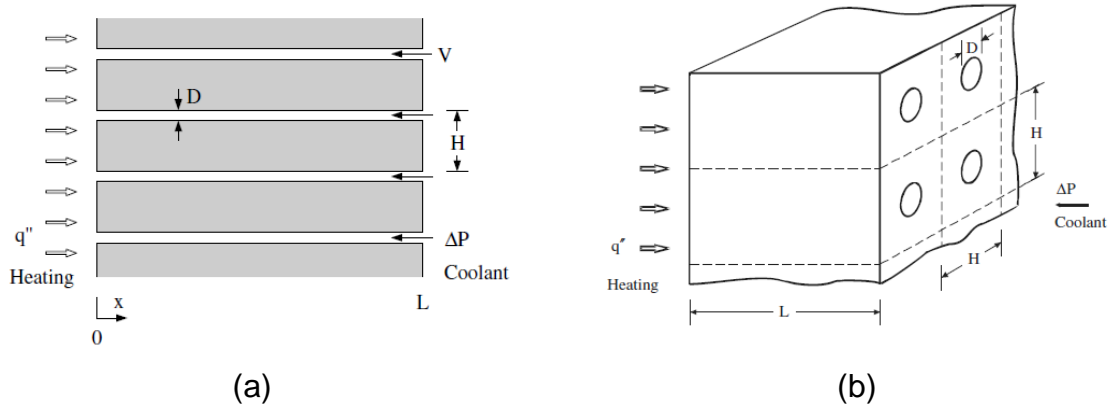 V
D
H
q"
ΔP
Heating
Coolant
x
L
0
(a)
D
H
ΔP
Coolant
q″
Heating
H
L
(b)